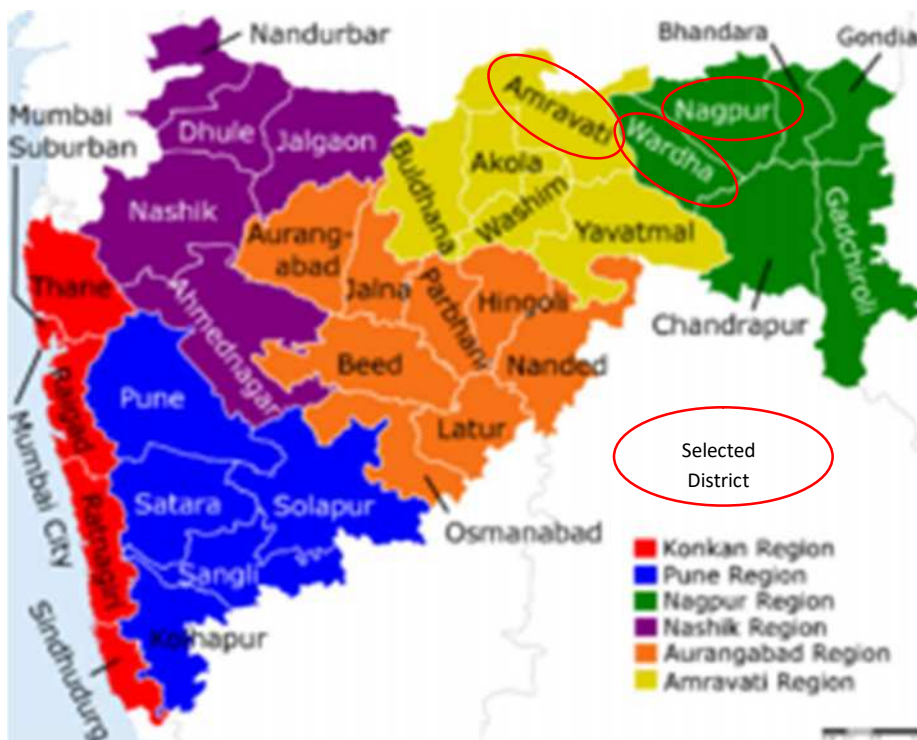 Nandurbar
Bhandara
Gondia
Mumbai
Suburban
Dhule
Jalgaon
Amravati
Nagpur
Wardha
Buldhana
Akola
Washim
Nashik
Aurang-
abad
Yavatmal
Gadchiroli
Thane
Ahmednagar
Jalna
Parbhani
Hingoli
Chandrapur
Beed
Nanded
Raigad
Pune
Latur
Mumbai City
Selected
District
Satara
Solapur
Osmanabad
Ratnagiri
Sangli
Kolhapur
Sindhudurg
Konkan Region
Pune Region
Nagpur Region
Nashik Region
Aurangabad Region
Amravati Region